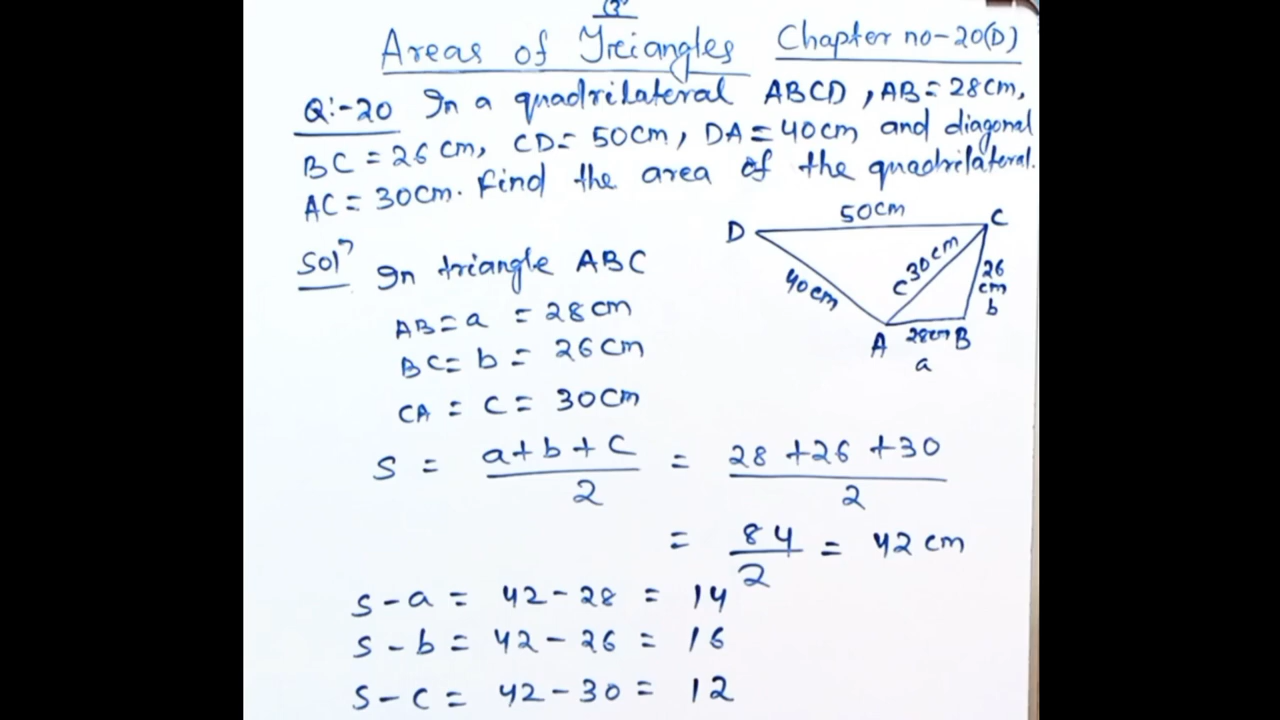 (3)
Areas of Treiangles Chapter no-20(D)
Q:-20 In a quadrilateral ABCD, AB = 28cm,
BC = 26 cm, CD = 50cm, DA = 40cm and diagonal
AC = 30cm. Find the area of the quadrilateral.
Solⁿ In triangle ABC
AB = a = 28cm
BC = b = 26cm
CA = c = 30cm
S = a+b+c / 2 = 28+26+30 / 2
= 84 / 2 = 42 cm
S-a = 42-28 = 14
S-b = 42-26 = 16
S-c = 42-30 = 12
50cm
D
C
40cm
C 30cm
26
cm
b
A 28cm B
a